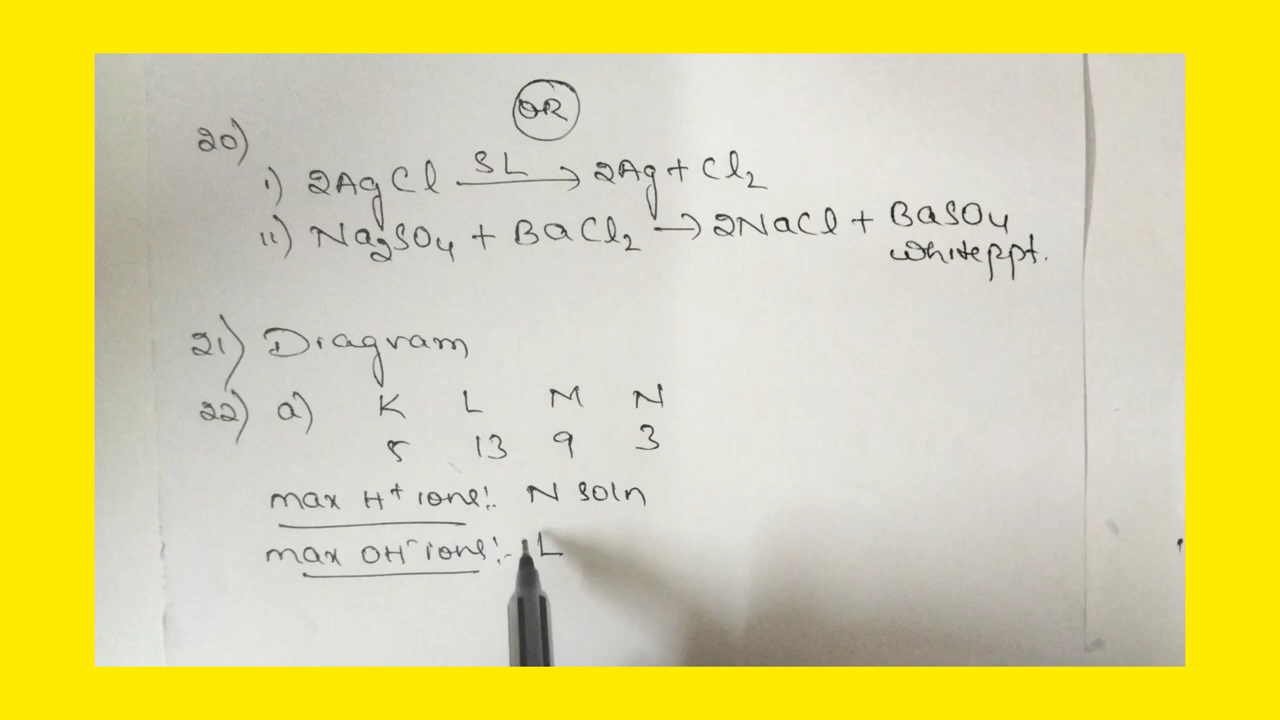 OR
20)
i) 2AgCl SL → 2Ag + Cl₂
ii) Na₂SO₄ + BaCl₂ → 2NaCl + BaSO₄
white ppt.
21) Diagram
22) a) K L M N
5 13 9 3
max H⁺ ions:. N soln
max OH⁻ ions:- L